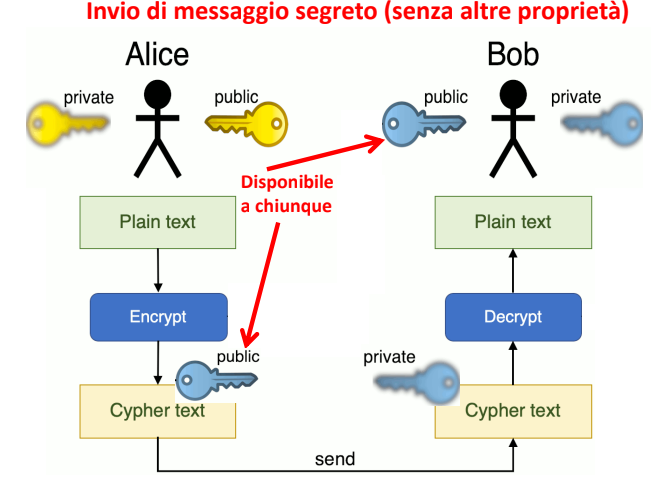 Invio di messaggio segreto (senza altre proprietà)
Alice
Bob
private
public
public
private
Disponibile
a chiunque
Plain text
Plain text
Encrypt
Decrypt
public
private
Cypher text
Cypher text
send